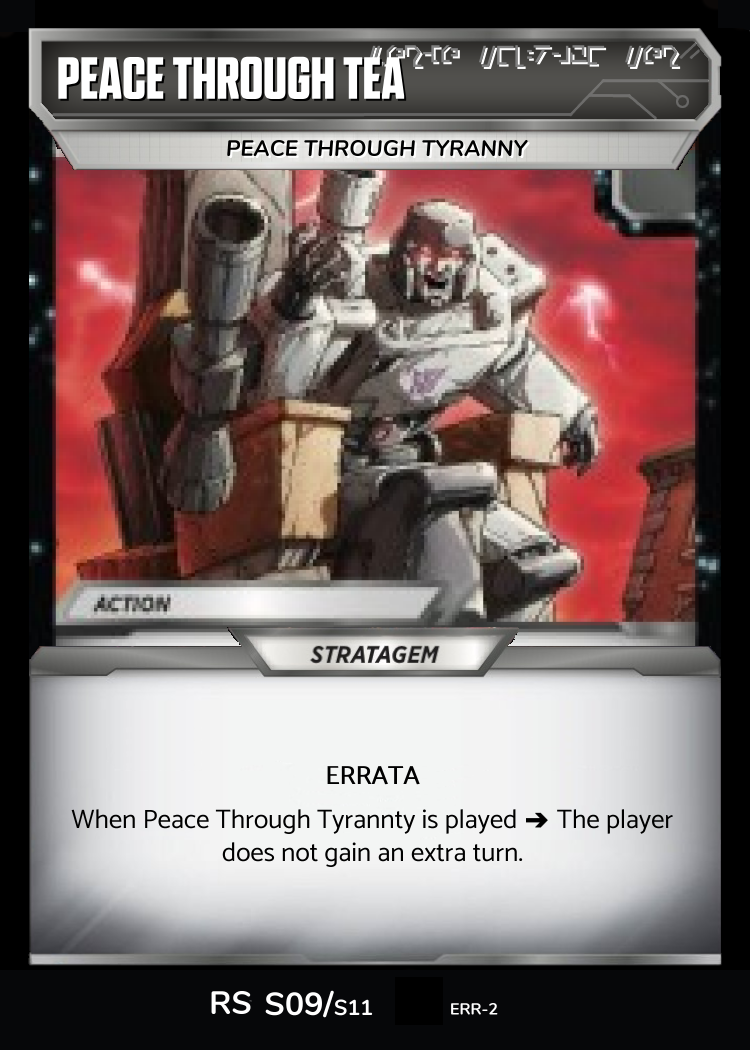 PEACE THROUGH TEA
PEACE THROUGH TYRANNY
ACTION
STRATAGEM
ERRATA
When Peace Through Tyrannty is played ➔ The player
does not gain an extra turn.
RS S09/S11 ERR-2